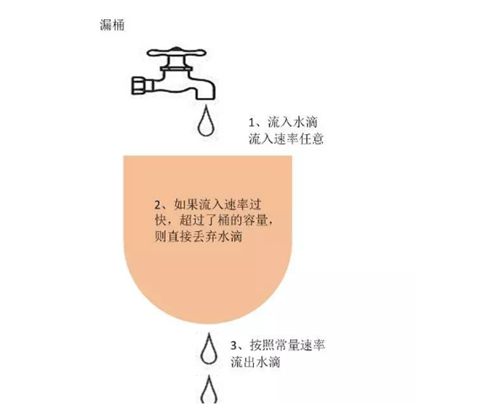 漏桶
1、流入水滴
流入速率任意
2、如果流入速率过
快，超过了桶的容量，
则直接丢弃水滴
3、按照常量速率
流出水滴